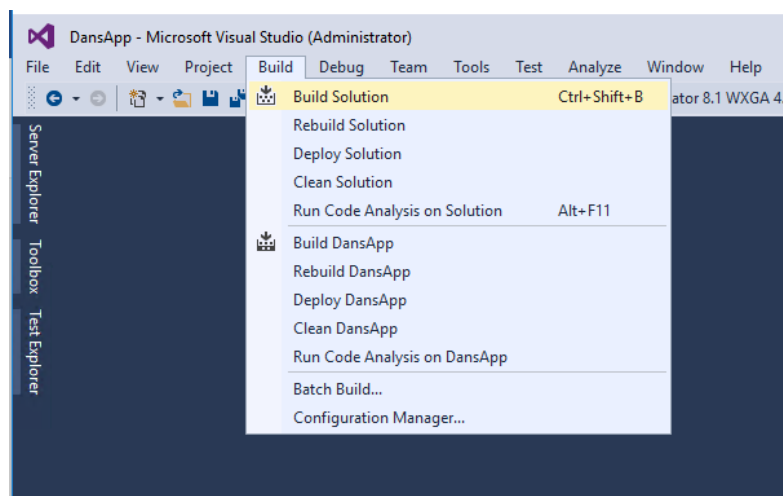 DansApp - Microsoft Visual Studio (Administrator)
File Edit View Project Build Debug Team Tools Test Analyze Window Help
ator 8.1 WXGA 4
Build Solution Ctrl+Shift+B
Rebuild Solution
Deploy Solution
Clean Solution
Run Code Analysis on Solution Alt+F11
Build DansApp
Rebuild DansApp
Deploy DansApp
Clean DansApp
Run Code Analysis on DansApp
Batch Build...
Configuration Manager...
Server Explorer
Toolbox
Test Explorer